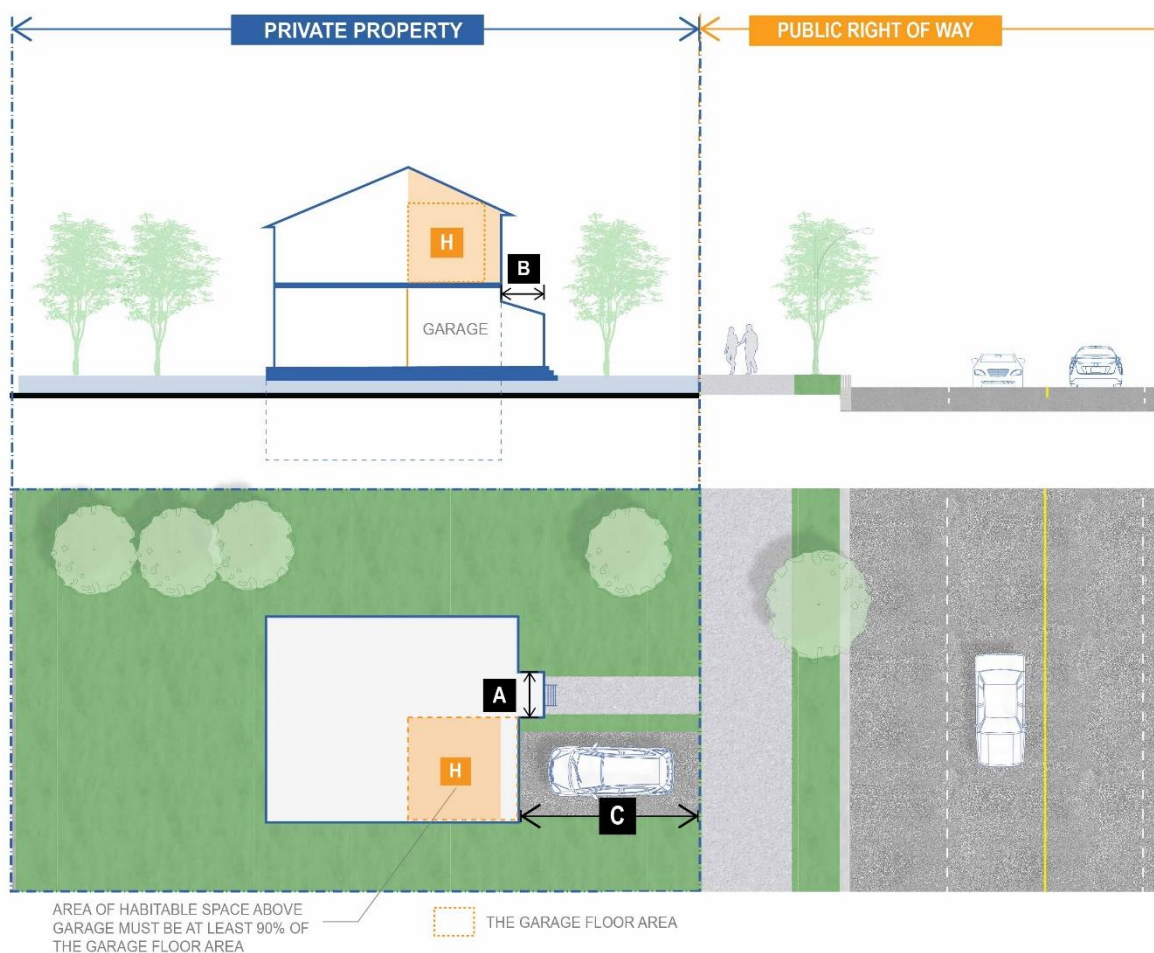 PRIVATE PROPERTY
PUBLIC RIGHT OF WAY
H
B
GARAGE
A
H
C
AREA OF HABITABLE SPACE ABOVE
GARAGE MUST BE AT LEAST 90% OF
THE GARAGE FLOOR AREA
THE GARAGE FLOOR AREA